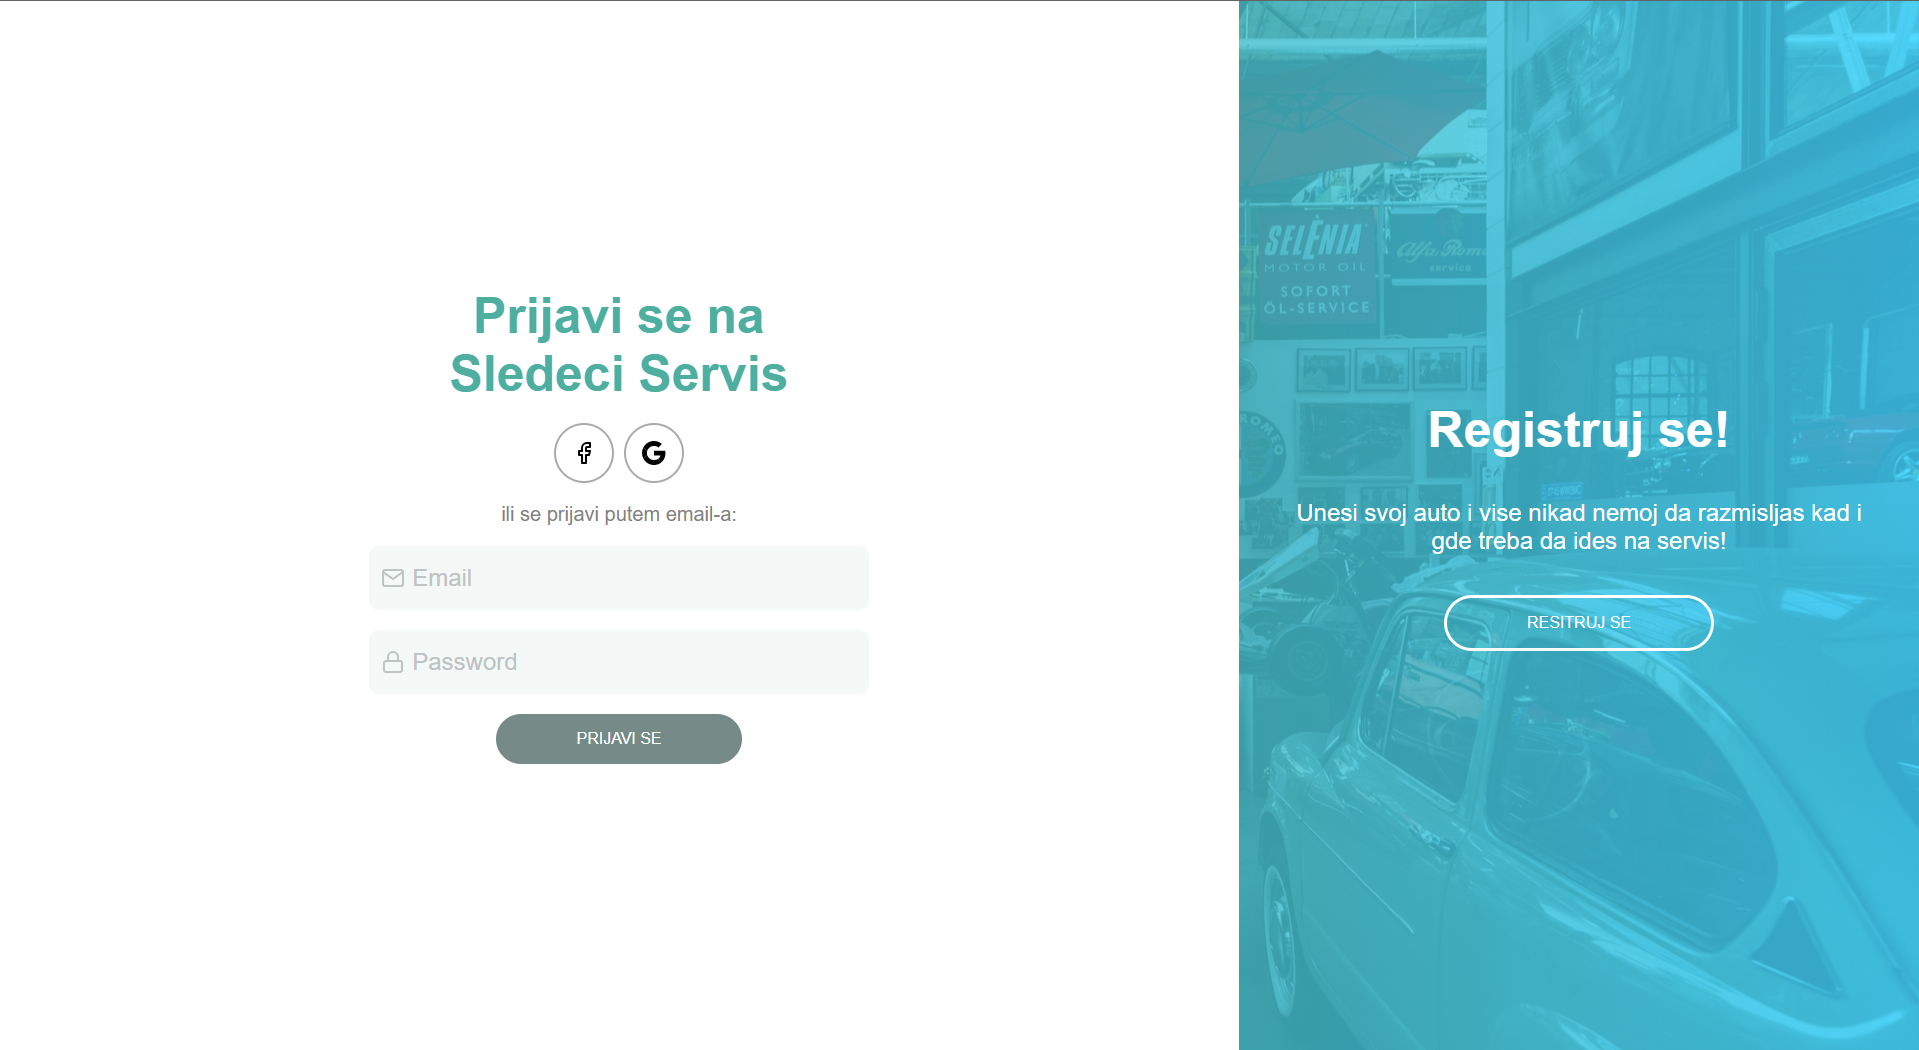 Prijavi se na
Sledeci Servis
ili se prijavi putem email-a:
Email
Password
PRIJAVI SE
SELÈNIA
MOTOR OIL
SOFORT
ÖL-SERVICE
Alfa Romeo
service
ROMEO
Registruj se!
Unesi svoj auto i vise nikad nemoj da razmisljas kad i
gde treba da ides na servis!
RESITRUJ SE